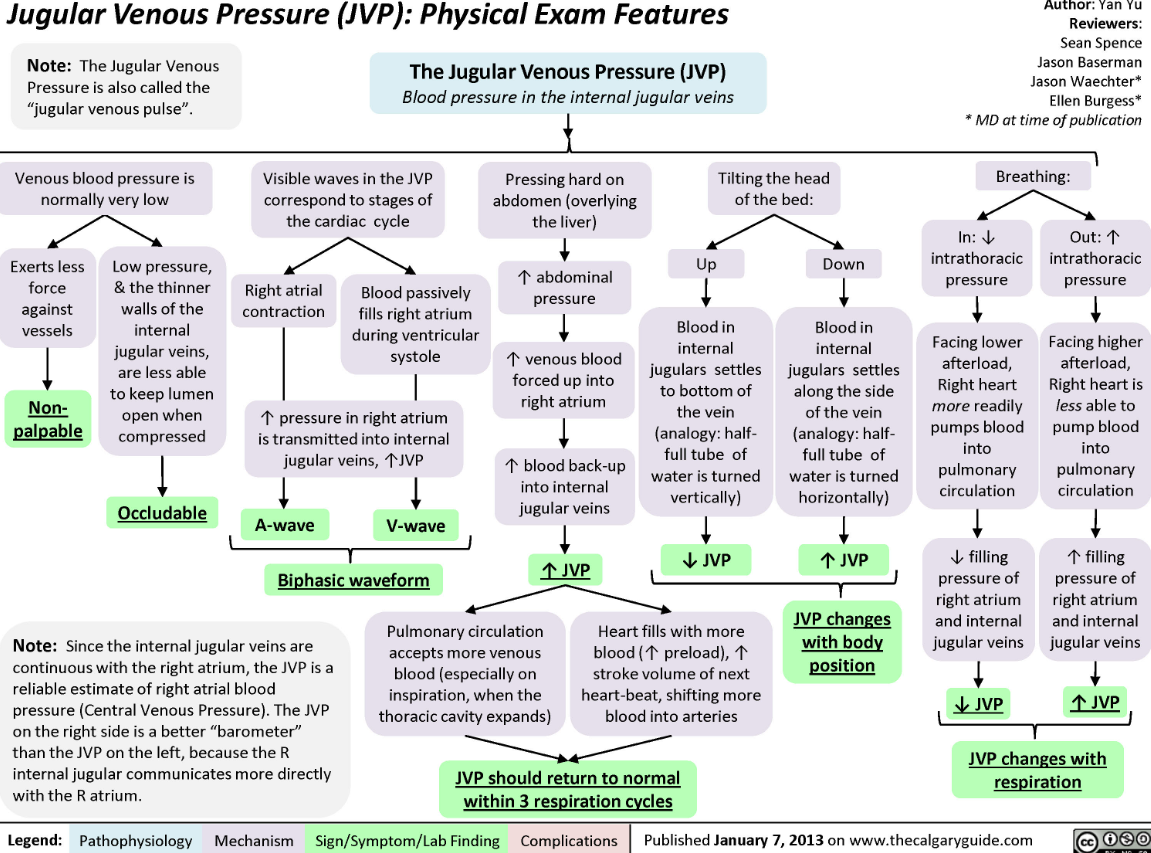 Jugular Venous Pressure (JVP): Physical Exam Features
Author: Yan Yu
Reviewers:
Sean Spence
Jason Baserman
Jason Waechter*
Ellen Burgess*
* MD at time of publication
Note: The Jugular Venous
Pressure is also called the
“jugular venous pulse”.
The Jugular Venous Pressure (JVP)
Blood pressure in the internal jugular veins
Venous blood pressure is
normally very low
Exerts less
force
against
vessels
Non-
palpable
Low pressure,
& the thinner
walls of the
internal
jugular veins,
are less able
to keep lumen
open when
compressed
Occludable
Visible waves in the JVP
correspond to stages of
the cardiac cycle
Right atrial
contraction
Blood passively
fills right atrium
during ventricular
systole
↑ pressure in right atrium
is transmitted into internal
jugular veins, ↑JVP
A-wave
V-wave
Biphasic waveform
Pressing hard on
abdomen (overlying
the liver)
↑ abdominal
pressure
↑ venous blood
forced up into
right atrium
↑ blood back-up
into internal
jugular veins
↑ JVP
Pulmonary circulation
accepts more venous
blood (especially on
inspiration, when the
thoracic cavity expands)
Heart fills with more
blood (↑ preload), ↑
stroke volume of next
heart-beat, shifting more
blood into arteries
JVP should return to normal
within 3 respiration cycles
Tilting the head
of the bed:
Up
Blood in
internal
jugulars settles
to bottom of
the vein
(analogy: half-
full tube of
water is turned
vertically)
↓ JVP
Down
Blood in
internal
jugulars settles
along the side
of the vein
(analogy: half-
full tube of
water is turned
horizontally)
↑ JVP
JVP changes
with body
position
Breathing:
In: ↓
intrathoracic
pressure
Facing lower
afterload,
Right heart
more readily
pumps blood
into
pulmonary
circulation
↓ filling
pressure of
right atrium
and internal
jugular veins
↓ JVP
Out: ↑
intrathoracic
pressure
Facing higher
afterload,
Right heart is
less able to
pump blood
into
pulmonary
circulation
↑ filling
pressure of
right atrium
and internal
jugular veins
↑ JVP
JVP changes with
respiration
Note: Since the internal jugular veins are
continuous with the right atrium, the JVP is a
reliable estimate of right atrial blood
pressure (Central Venous Pressure). The JVP
on the right side is a better “barometer”
than the JVP on the left, because the R
internal jugular communicates more directly
with the R atrium.
Legend: Pathophysiology Mechanism Sign/Symptom/Lab Finding Complications Published January 7, 2013 on www.thecalgaryguide.com
cc